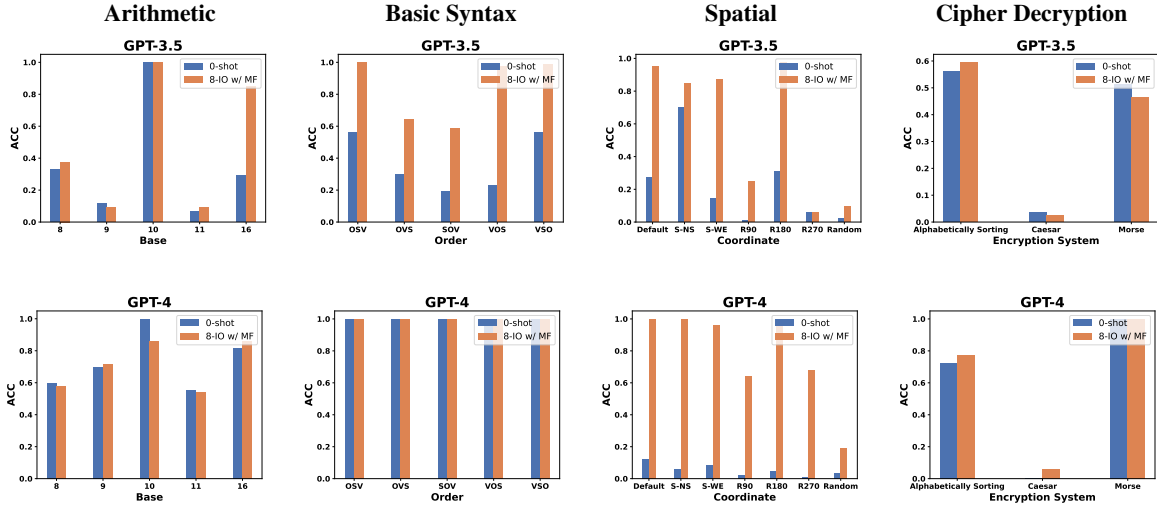 Arithmetic
Basic Syntax
Spatial
Cipher Decryption
GPT-3.5
1.0
0.8
0.6
0.4
0.2
0.0
ACC
0-shot
8-IO w/ MF
8 9 10 11 16
Base
GPT-3.5
1.0
0.8
0.6
0.4
0.2
0.0
ACC
0-shot
8-IO w/ MF
OSV OVS SOV VOS VSO
Order
GPT-3.5
1.0
0.8
0.6
0.4
0.2
0.0
ACC
0-shot
8-IO w/ MF
Default S-NS S-WE R90 R180 R270 Random
Coordinate
GPT-3.5
0.6
0.5
0.4
0.3
0.2
0.1
0.0
ACC
0-shot
8-IO w/ MF
Alphabetically Sorting Caesar Morse
Encryption System
GPT-4
1.0
0.8
0.6
0.4
0.2
0.0
ACC
0-shot
8-IO w/ MF
8 9 10 11 16
Base
GPT-4
1.0
0.8
0.6
0.4
0.2
0.0
ACC
0-shot
8-IO w/ MF
OSV OVS SOV VOS VSO
Order
GPT-4
1.0
0.8
0.6
0.4
0.2
0.0
ACC
0-shot
8-IO w/ MF
Default S-NS S-WE R90 R180 R270 Random
Coordinate
GPT-4
1.0
0.8
0.6
0.4
0.2
0.0
ACC
0-shot
8-IO w/ MF
Alphabetically Sorting Caesar Morse
Encryption System